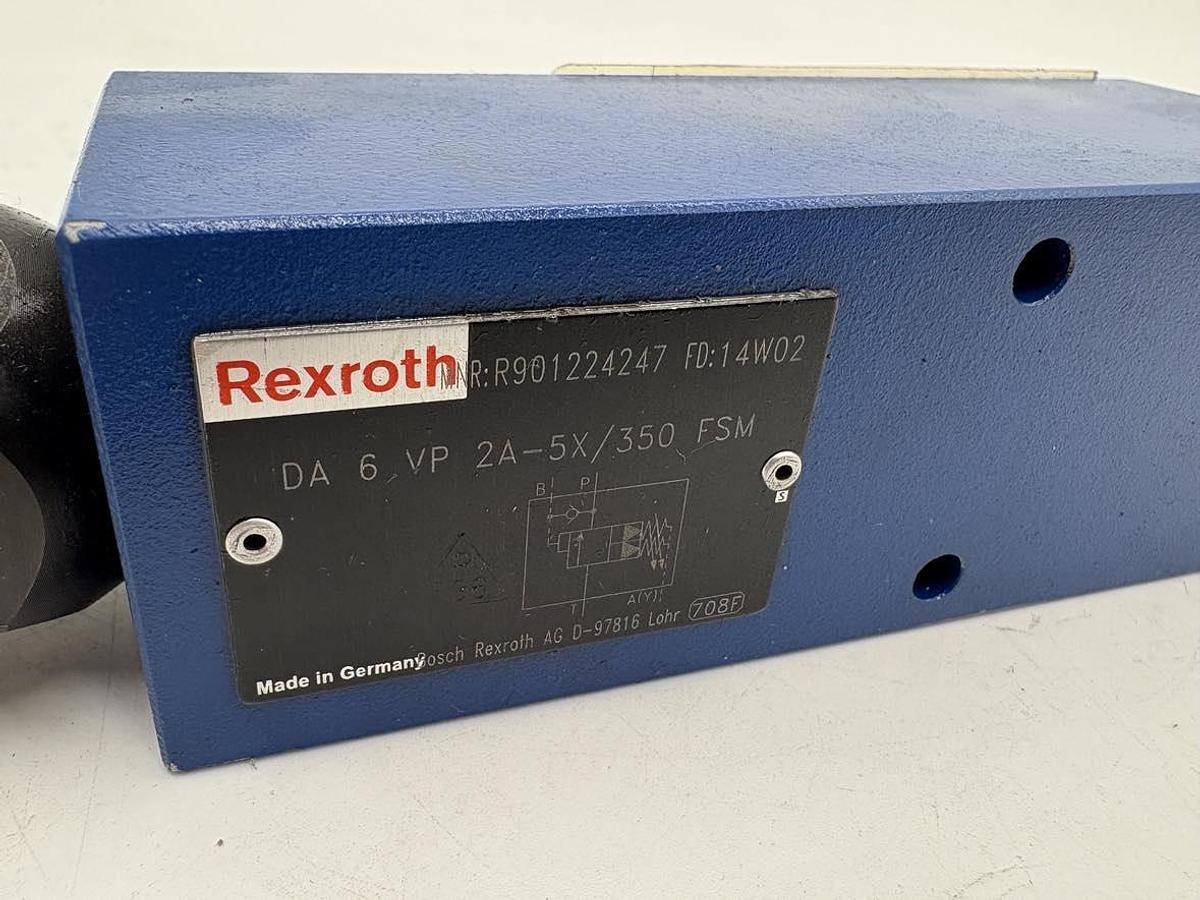 Rexroth MNR:R901224247 FD:14W02
DA 6 VP 2A-5X/350 FSM
B P
S
T A(Y)
Made in Germany Bosch Rexroth AG D-97816 Lohr 708F